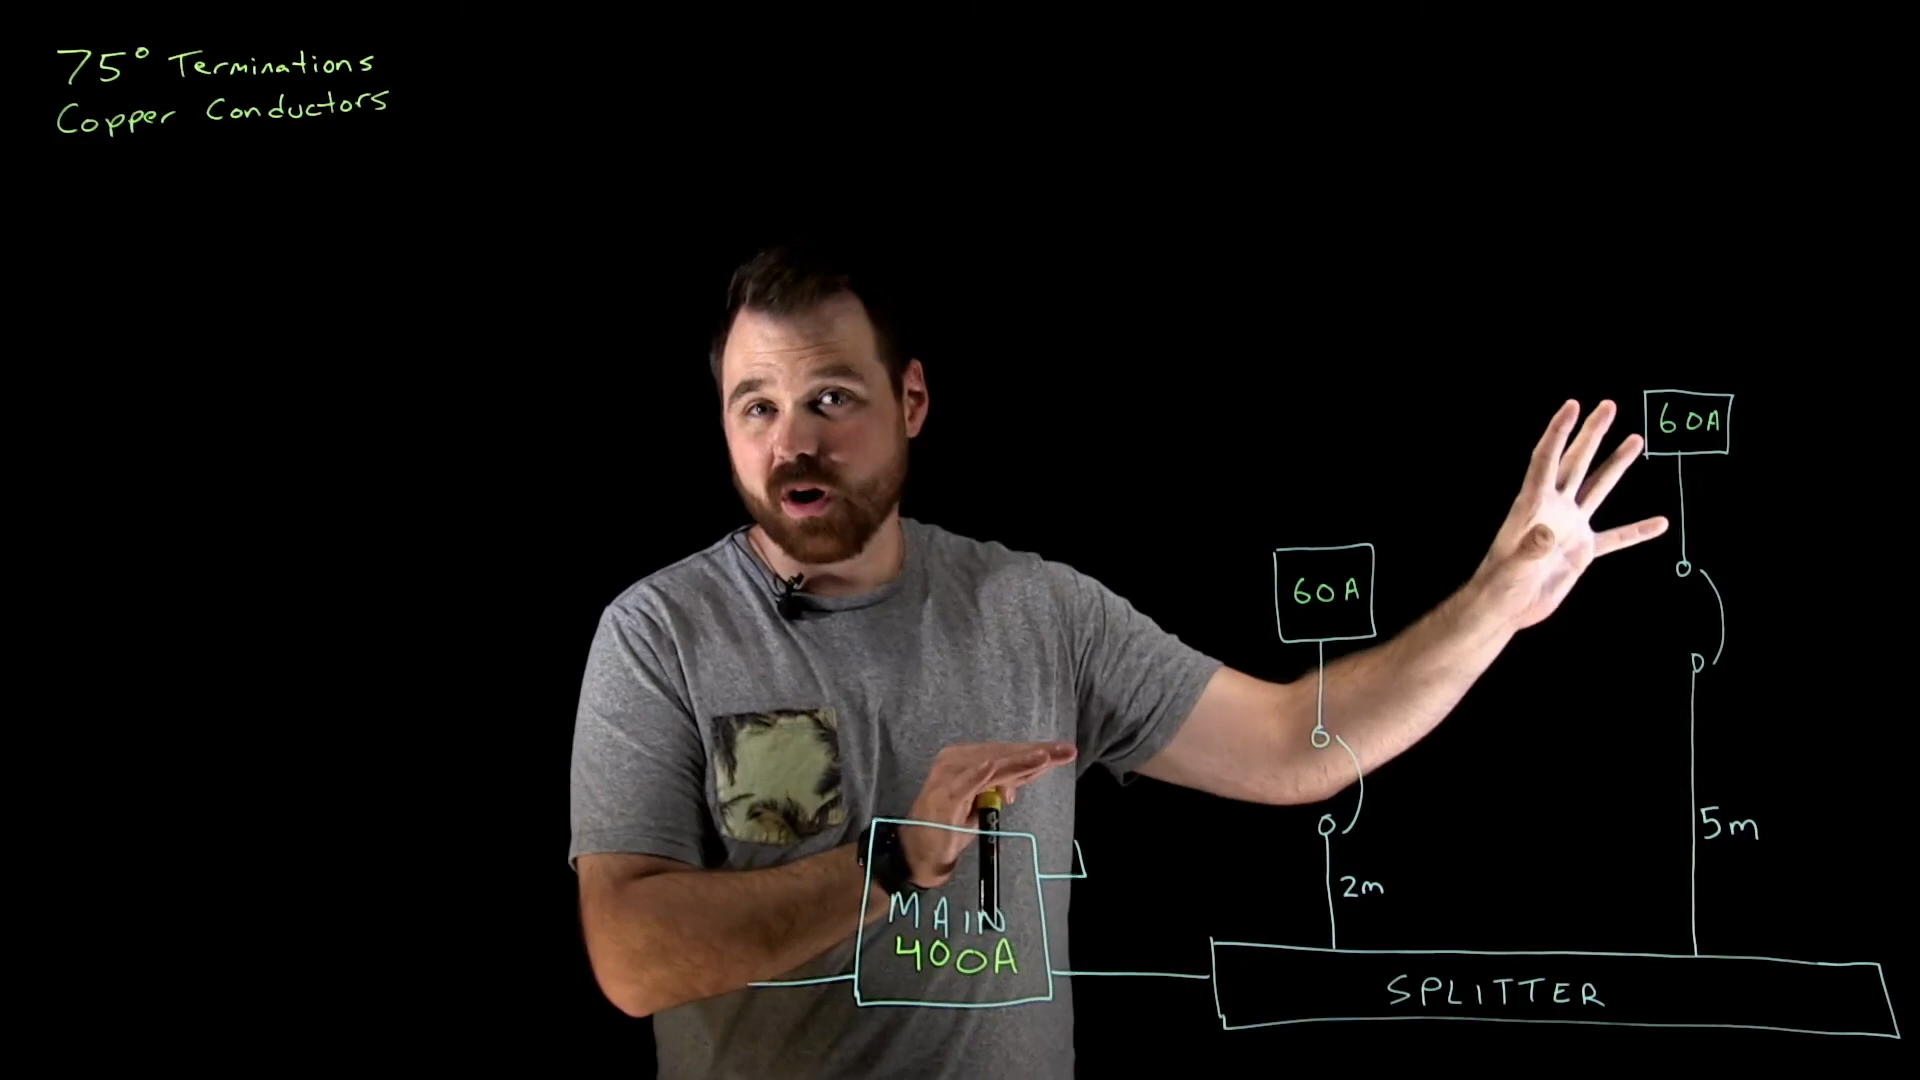 75° Terminations
Copper Conductors
60A
60A
5m
2m
MAIN
400A
SPLITTER